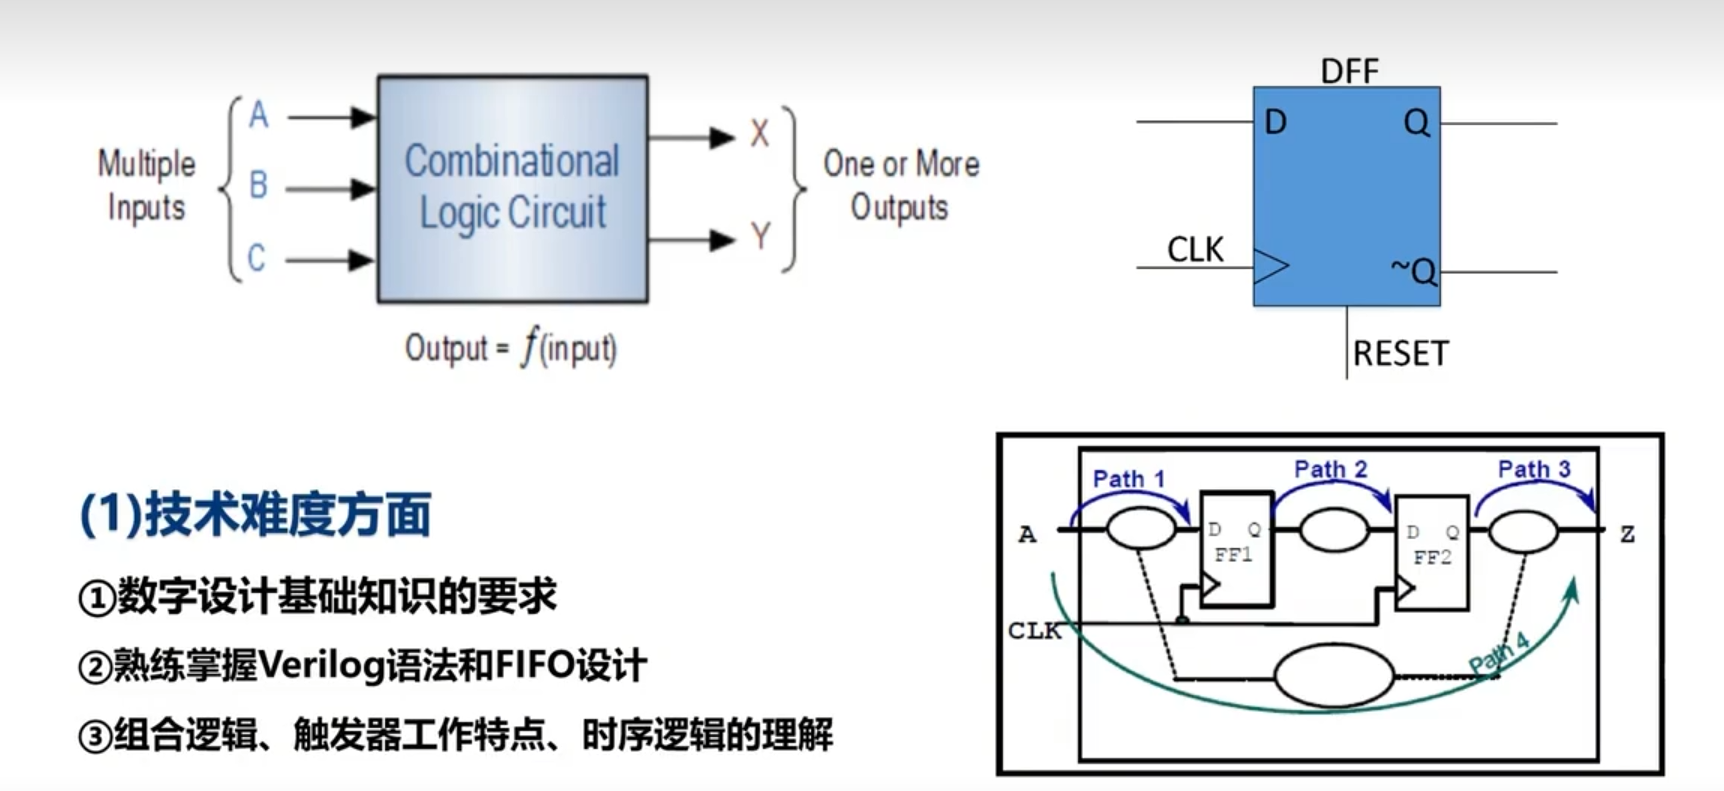 Multiple
Inputs
A
B
C
Combinational
Logic Circuit
X
Y
One or More
Outputs
Output = f(input)
DFF
D
Q
CLK
~Q
RESET
(1)技术难度方面
①数字设计基础知识的要求
②熟练掌握Verilog语法和FIFO设计
③组合逻辑、触发器工作特点、时序逻辑的理解
Path 1
Path 2
Path 3
A
D Q
FF1
D Q
FF2
Z
CLK
Path 4